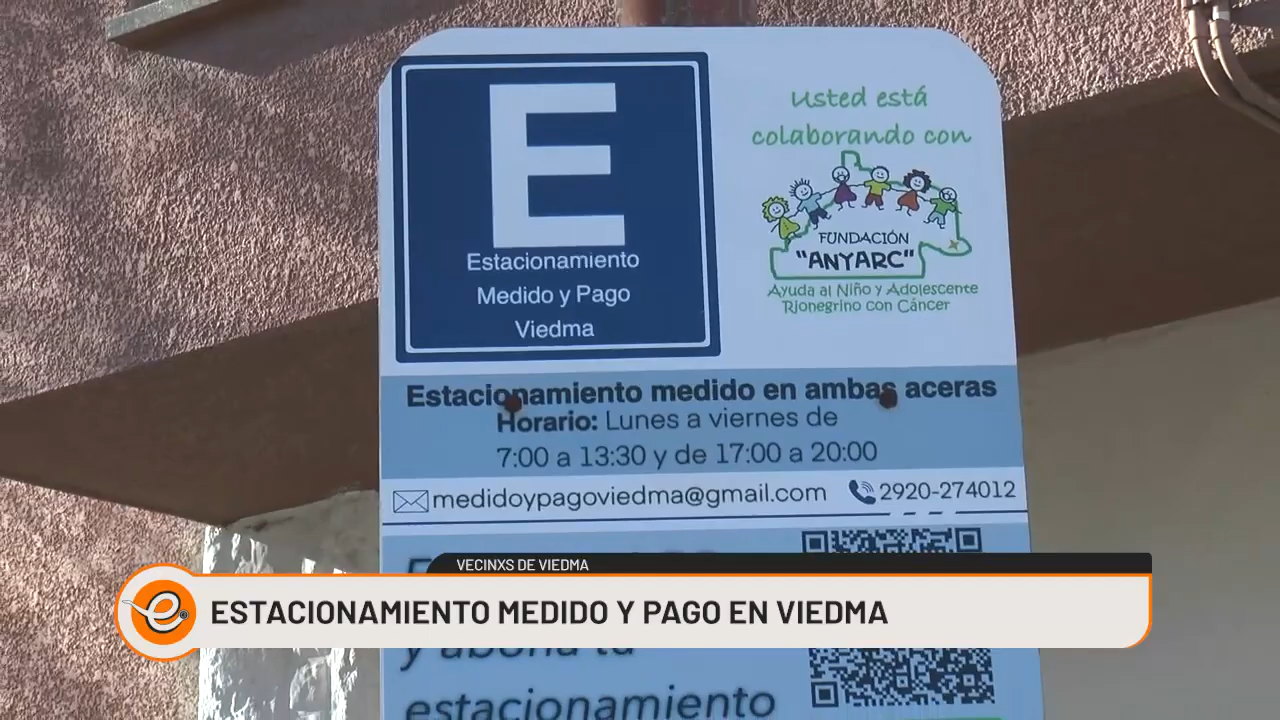 E
Estacionamiento
Medido y Pago
Viedma
Usted está
colaborando con
FUNDACIÓN
"ANYARC"
Ayuda al Niño y Adolescente
Rionegrino con Cáncer
Estacionamiento medido en ambas aceras
Horario: Lunes a viernes de
7:00 a 13:30 y de 17:00 a 20:00
medidoypagoviedma@gmail.com
2920-274012
VECINXS DE VIEDMA
ESTACIONAMIENTO MEDIDO Y PAGO EN VIEDMA
y abona tu
estacionamiento